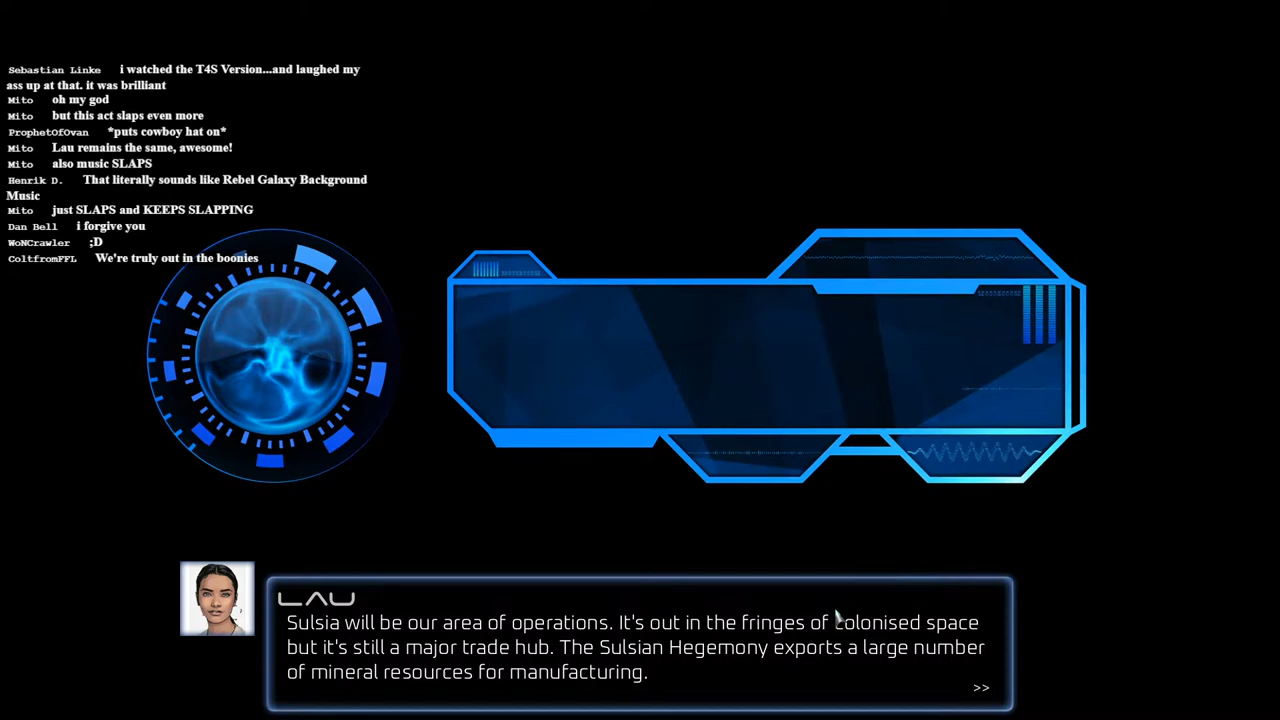 Sebastian Linke i watched the T4S Version...and laughed my
ass up at that. it was brilliant
Mito oh my god
Mito but this act slaps even more
ProphetOfOvan *puts cowboy hat on*
Mito Lau remains the same, awesome!
Mito also music SLAPS
Henrik D. That literally sounds like Rebel Galaxy Background
Music
Mito just SLAPS and KEEPS SLAPPING
Dan Bell i forgive you
WoNCrawler ;D
ColtfromFFL We're truly out in the boonies
LAU
Sulsia will be our area of operations. It's out in the fringes of colonised space
but it's still a major trade hub. The Sulsian Hegemony exports a large number
of mineral resources for manufacturing.
>>